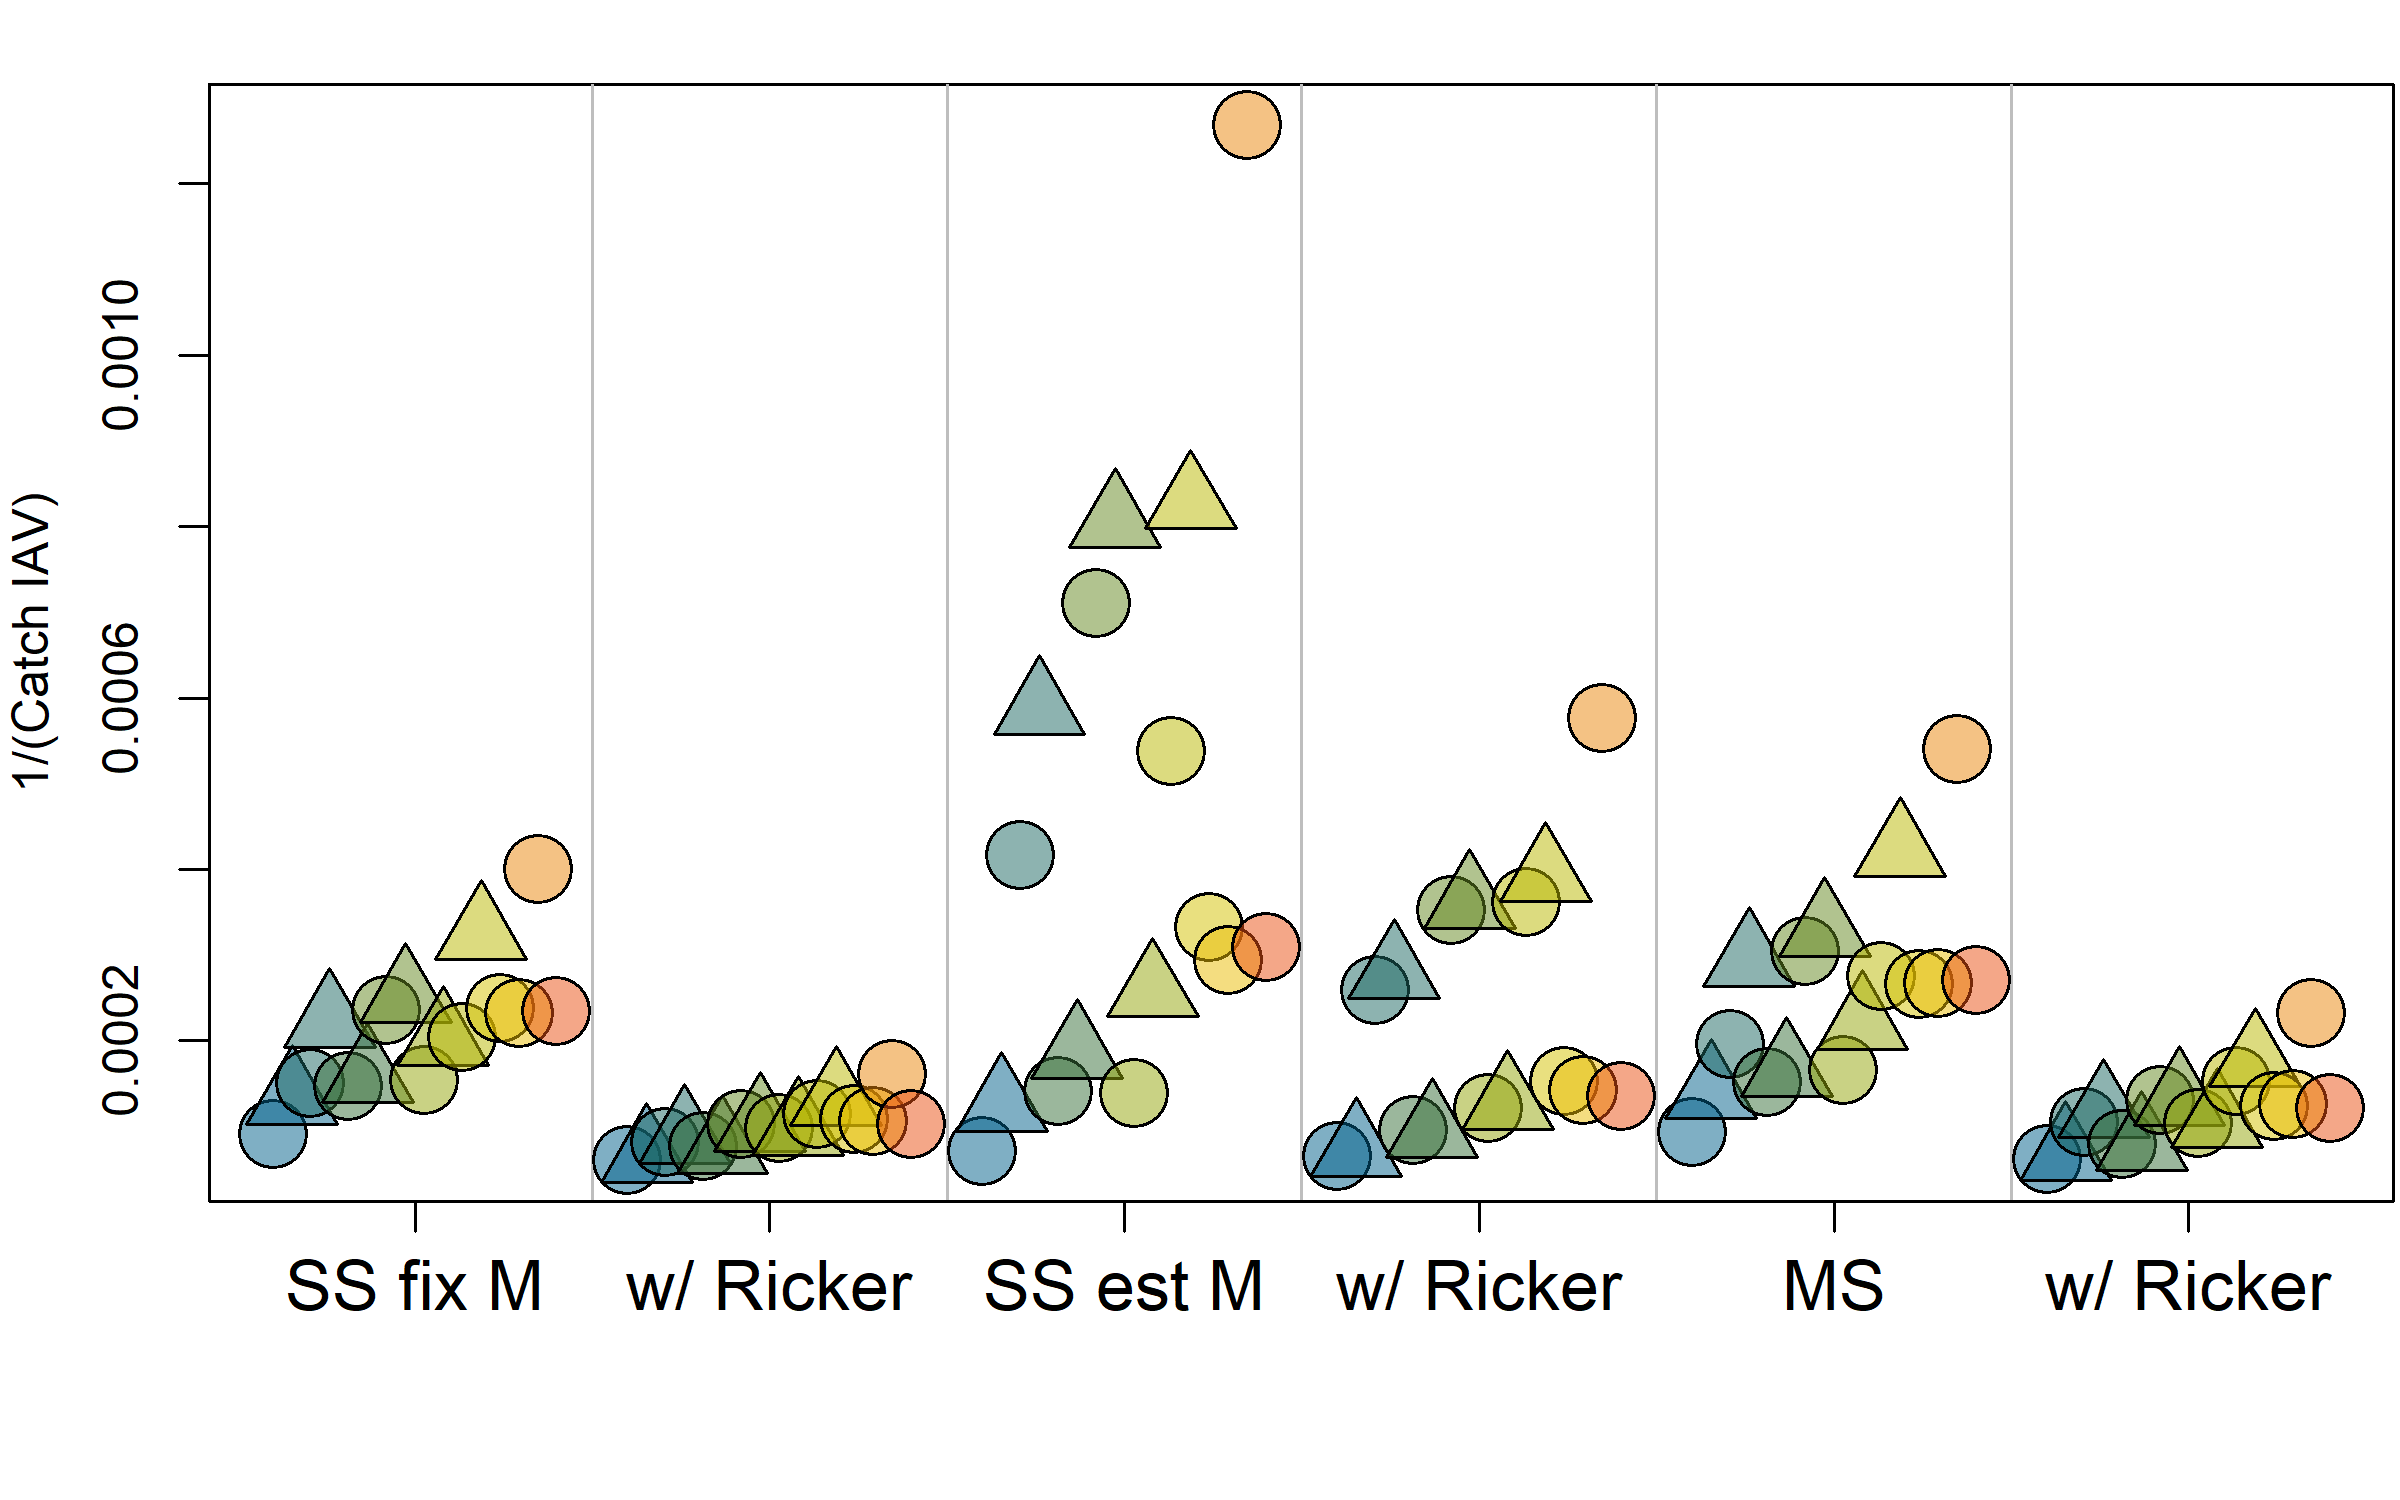 1/(Catch IAV)
0.0010
0.0006
0.0002
SS fix M
w/ Ricker
SS est M
w/ Ricker
MS
w/ Ricker